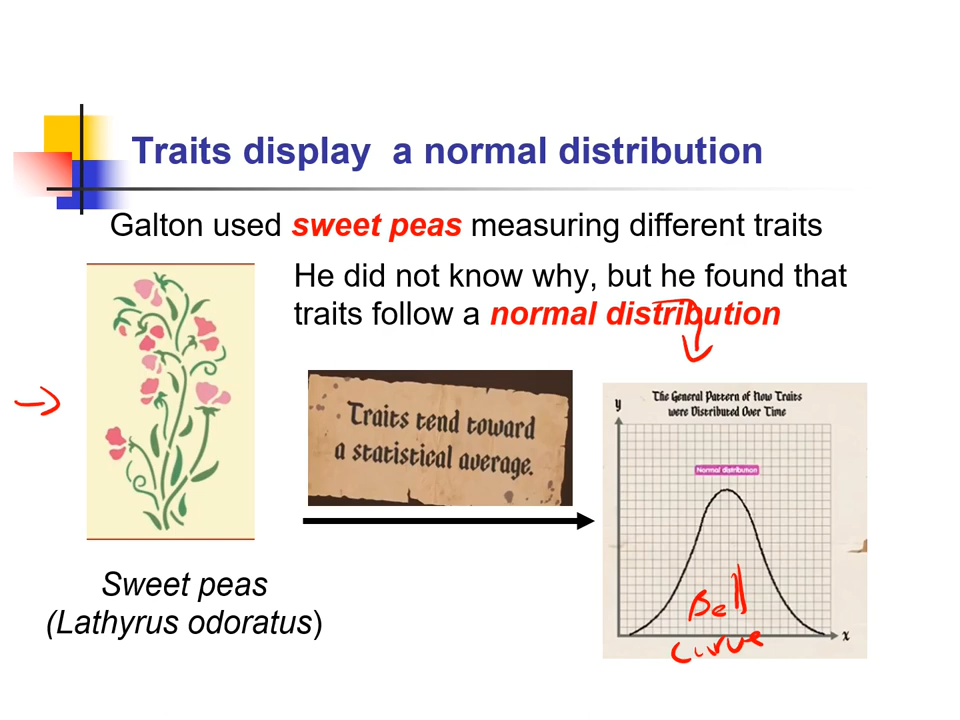 Traits display a normal distribution
Galton used sweet peas measuring different traits
He did not know why, but he found that
traits follow a normal distribution
Traits tend toward
a statistical average.
The General Pattern of How Traits
were Distributed Over Time
y
Normal distribution
Bell
curve
x
Sweet peas
(Lathyrus odoratus)